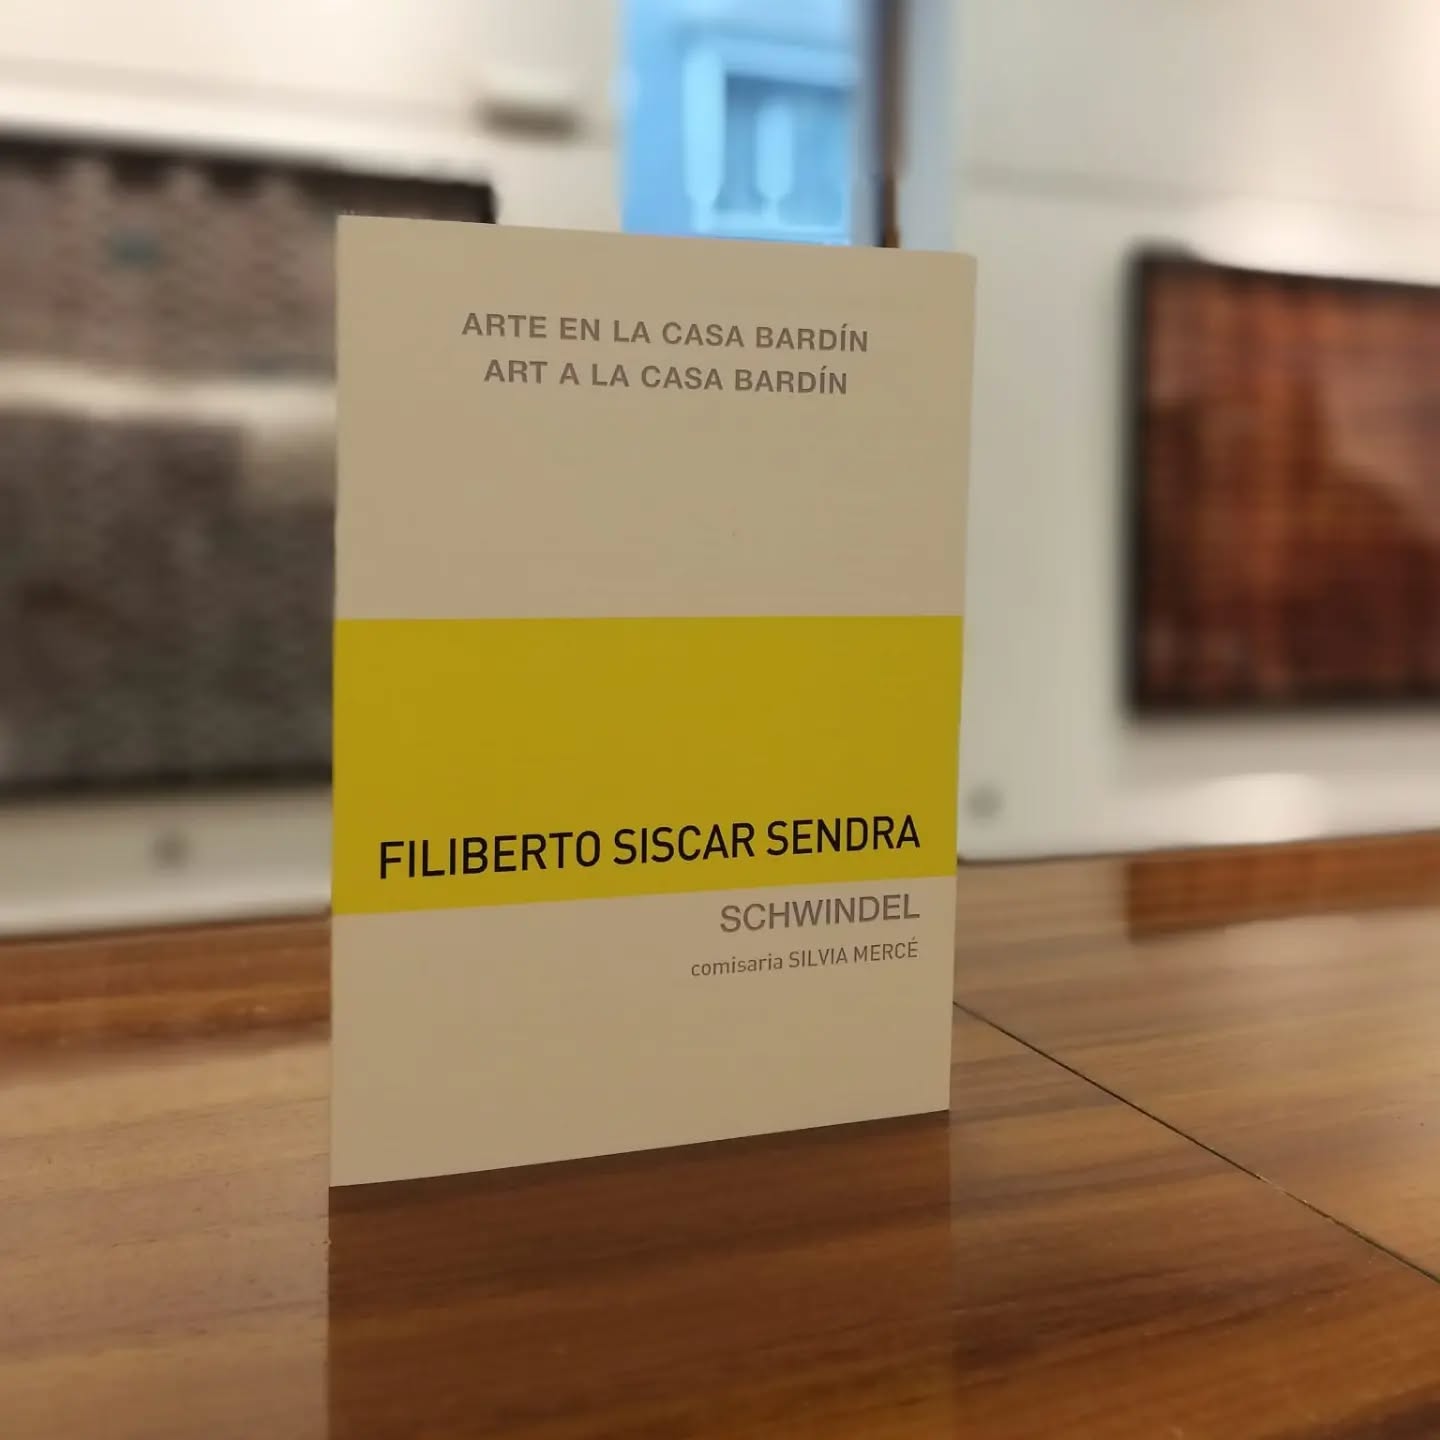 ARTE EN LA CASA BARDÍN
ART A LA CASA BARDÍN
FILIBERTO SISCAR SENDRA
SCHWINDEL
comisaria SILVIA MERCÉ